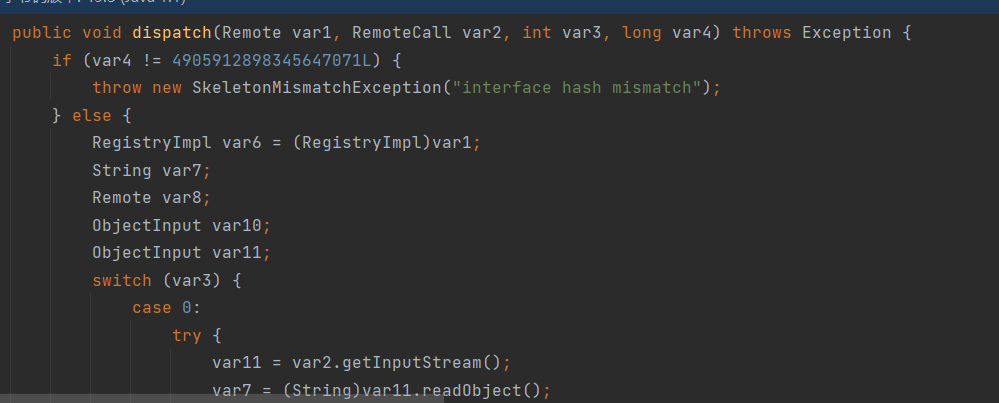 public void dispatch(Remote var1, RemoteCall var2, int var3, long var4) throws Exception {
if (var4 != 4905912898345647071L) {
throw new SkeletonMismatchException("interface hash mismatch");
} else {
RegistryImpl var6 = (RegistryImpl)var1;
String var7;
Remote var8;
ObjectInput var10;
ObjectInput var11;
switch (var3) {
case 0:
try {
var11 = var2.getInputStream();
var7 = (String)var11.readObject();